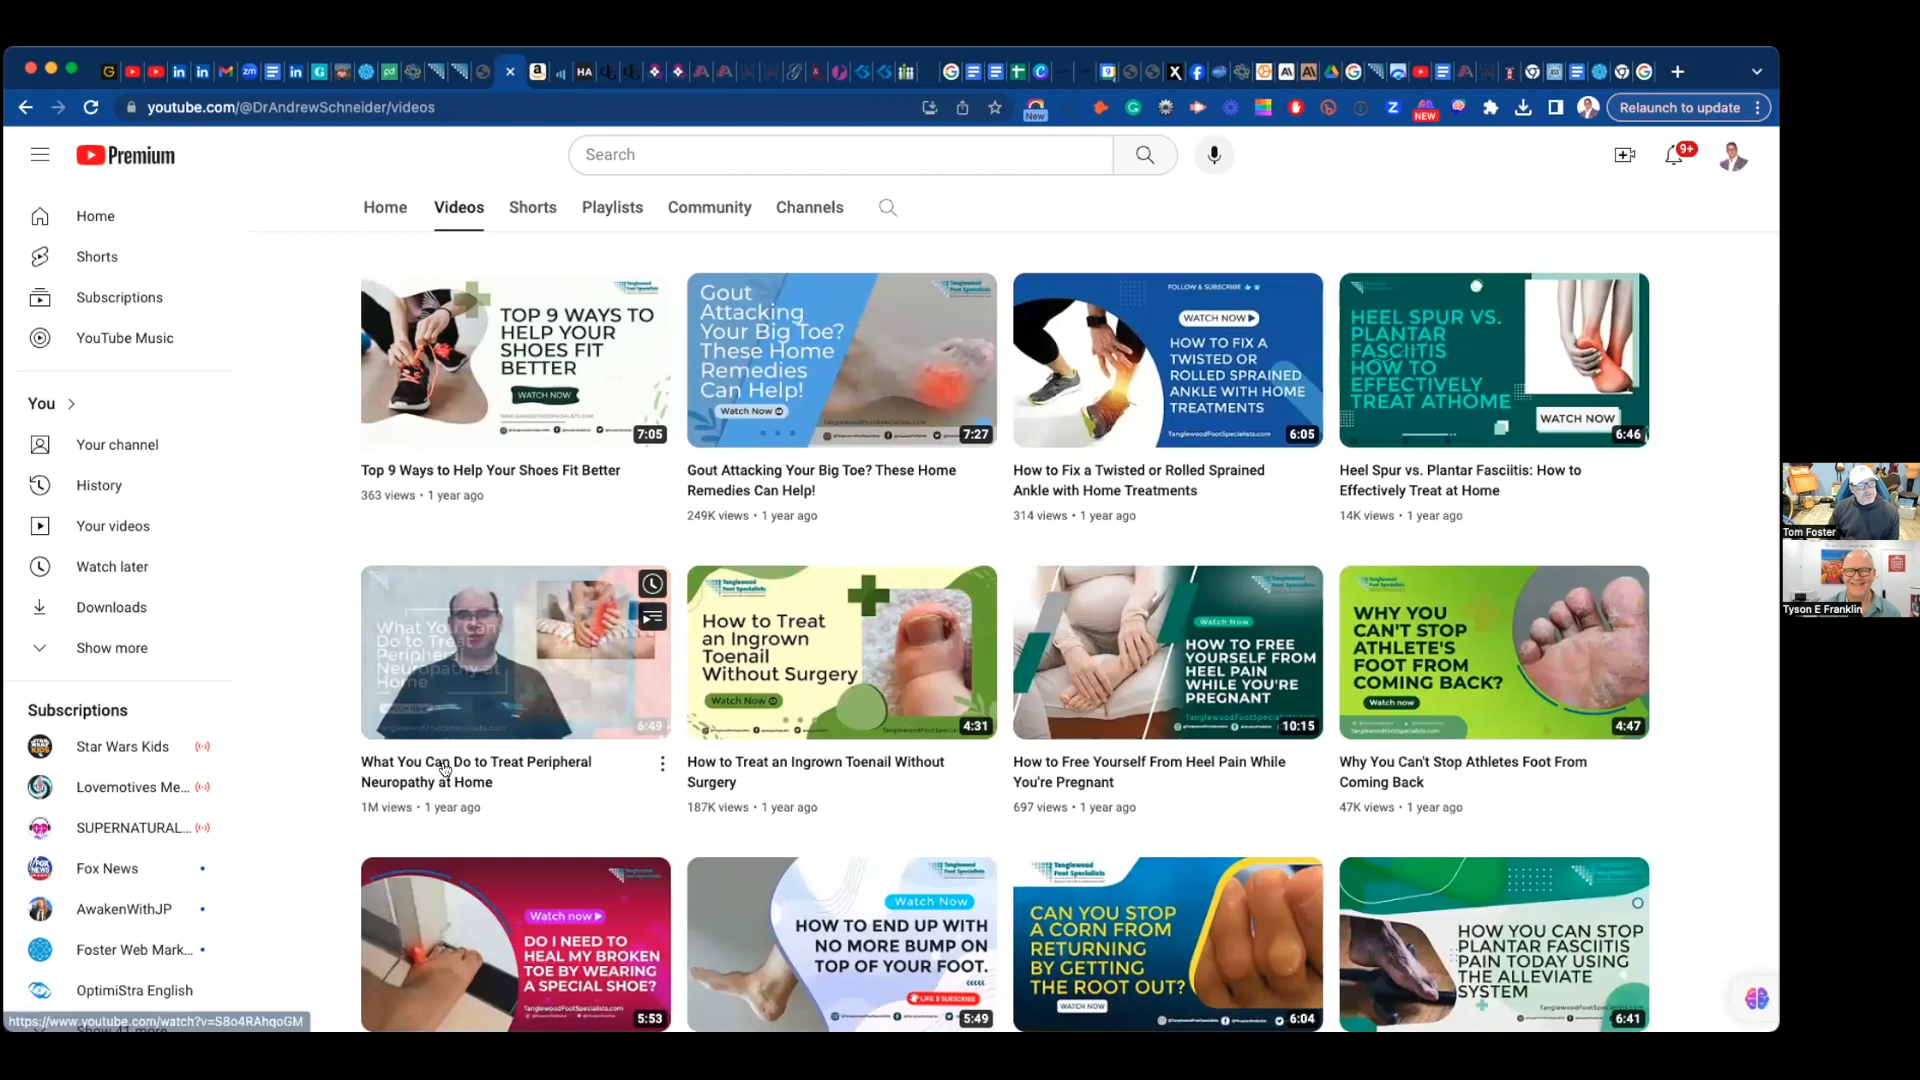 youtube.com/@DrAndrewSchneider/videos
New
NEW
Relaunch to update
Premium
Search
9+
Home
Shorts
Subscriptions
YouTube Music
You
Your channel
History
Your videos
Watch later
Downloads
Show more
Subscriptions
Star Wars Kids
Lovemotives Me...
SUPERNATURAL...
Fox News
AwakenWithJP
Foster Web Mark...
OptimiStra English
https://www.youtube.com/watch?v=S8o4RAhqoGM
Home
Videos
Shorts
Playlists
Community
Channels
TOP 9 WAYS TO
HELP YOUR
SHOES FIT
BETTER
WATCH NOW
7:05
Top 9 Ways to Help Your Shoes Fit Better
363 views • 1 year ago
Tanglewood
Foot Specialists
Gout
Attacking
Your Big Toe?
These Home
Remedies
Can Help!
Watch Now
7:27
Gout Attacking Your Big Toe? These Home
Remedies Can Help!
249K views • 1 year ago
FOLLOW & SUBSCRIBE
WATCH NOW
HOW TO FIX A
TWISTED OR
ROLLED SPRAINED
ANKLE WITH HOME
TREATMENTS
TanglewoodFootSpecialists.com
6:05
How to Fix a Twisted or Rolled Sprained
Ankle with Home Treatments
314 views • 1 year ago
HEEL SPUR VS.
PLANTAR
FASCIITIS
HOW TO
EFFECTIVELY
TREAT ATHOME
WATCH NOW
6:46
Heel Spur vs. Plantar Fasciitis: How to
Effectively Treat at Home
14K views • 1 year ago
What You Can
Do to Treat
Peripheral
Neuropathy at
Home
6:49
What You Can Do to Treat Peripheral
Neuropathy at Home
1M views • 1 year ago
Tanglewood
Foot Specialists
How to Treat
an Ingrown
Toenail
Without
Surgery
Watch Now
4:31
How to Treat an Ingrown Toenail Without
Surgery
187K views • 1 year ago
Watch Now
HOW TO FREE
YOURSELF FROM
HEEL PAIN
WHILE YOU'RE
PREGNANT
TanglewoodFootSpecialists.com
10:15
How to Free Yourself From Heel Pain While
You're Pregnant
697 views • 1 year ago
WHY YOU
CAN'T STOP
ATHLETE'S
FOOT FROM
COMING BACK?
Watch now
4:47
Why You Can't Stop Athletes Foot From
Coming Back
47K views • 1 year ago
Watch now
DO I NEED TO
HEAL MY BROKEN
TOE BY WEARING
A SPECIAL SHOE?
TanglewoodFootSpecialists.com
5:53
Tanglewood
Foot Specialists
Watch Now
HOW TO END UP WITH
NO MORE BUMP ON
TOP OF YOUR FOOT.
LIKE $ SUBSCRIBE
5:49
Tanglewood
Foot Specialists
CAN YOU STOP
A CORN FROM
RETURNING
BY GETTING
THE ROOT OUT?
WATCH NOW
6:04
HOW YOU CAN STOP
PLANTAR FASCIITIS
PAIN TODAY USING
THE ALLEVIATE
SYSTEM
TanglewoodFootSpecialists.com
6:41
Tom Foster
Tyson E Franklin